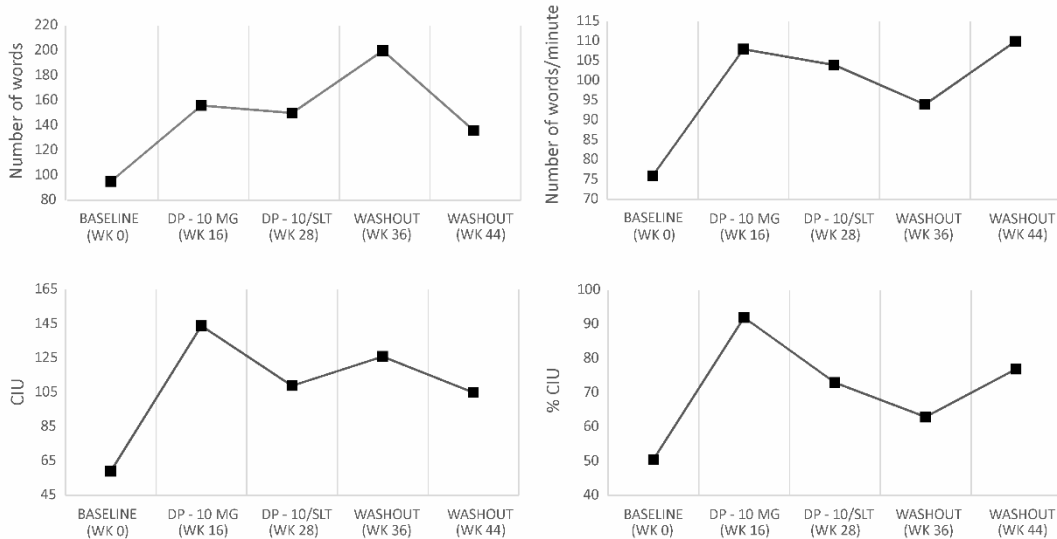 Number of words
220
200
180
160
140
120
100
80
BASELINE (WK 0)
DP - 10 MG (WK 16)
DP - 10/SLT (WK 28)
WASHOUT (WK 36)
WASHOUT (WK 44)
Number of words/minute
115
110
105
100
95
90
85
80
75
70
BASELINE (WK 0)
DP - 10 MG (WK 16)
DP - 10/SLT (WK 28)
WASHOUT (WK 36)
WASHOUT (WK 44)
CIU
165
145
125
105
85
65
45
BASELINE (WK 0)
DP - 10 MG (WK 16)
DP - 10/SLT (WK 28)
WASHOUT (WK 36)
WASHOUT (WK 44)
% CIU
100
90
80
70
60
50
40
BASELINE (WK 0)
DP - 10 MG (WK 16)
DP - 10/SLT (WK 28)
WASHOUT (WK 36)
WASHOUT (WK 44)